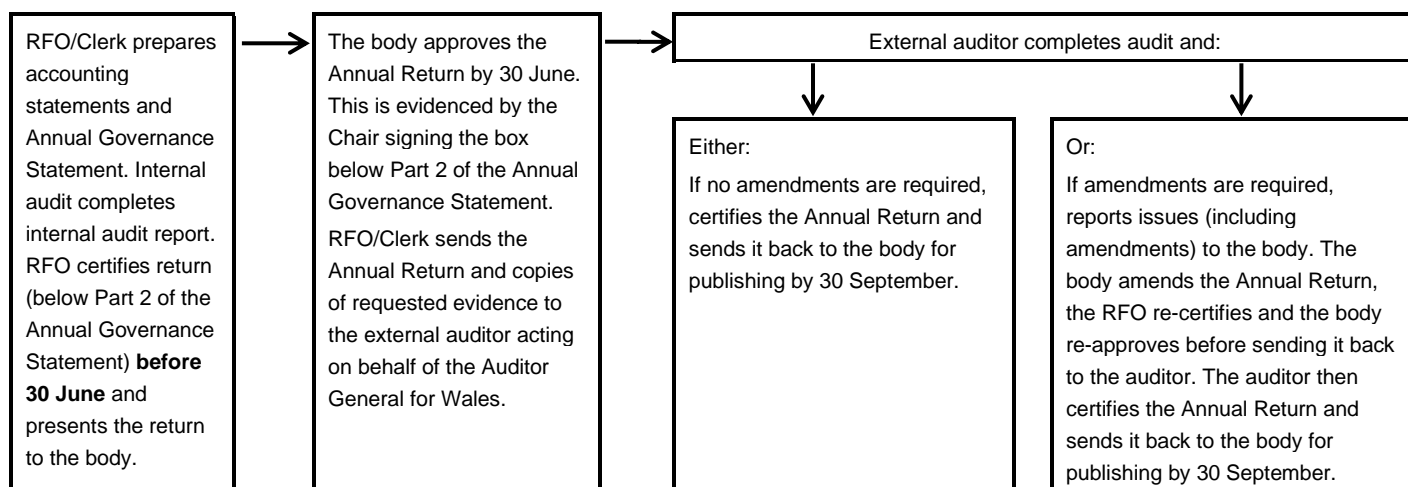 RFO/Clerk prepares
accounting
statements and
Annual Governance
Statement. Internal
audit completes
internal audit report.
RFO certifies return
(below Part 2 of the
Annual Governance
Statement) before
30 June and
presents the return
to the body.
The body approves the
Annual Return by 30 June.
This is evidenced by the
Chair signing the box
below Part 2 of the Annual
Governance Statement.
RFO/Clerk sends the
Annual Return and copies
of requested evidence to
the external auditor acting
on behalf of the Auditor
General for Wales.
External auditor completes audit and:
Either:
If no amendments are required,
certifies the Annual Return and
sends it back to the body for
publishing by 30 September.
Or:
If amendments are required,
reports issues (including
amendments) to the body. The
body amends the Annual Return,
the RFO re-certifies and the body
re-approves before sending it back
to the auditor. The auditor then
certifies the Annual Return and
sends it back to the body for
publishing by 30 September.